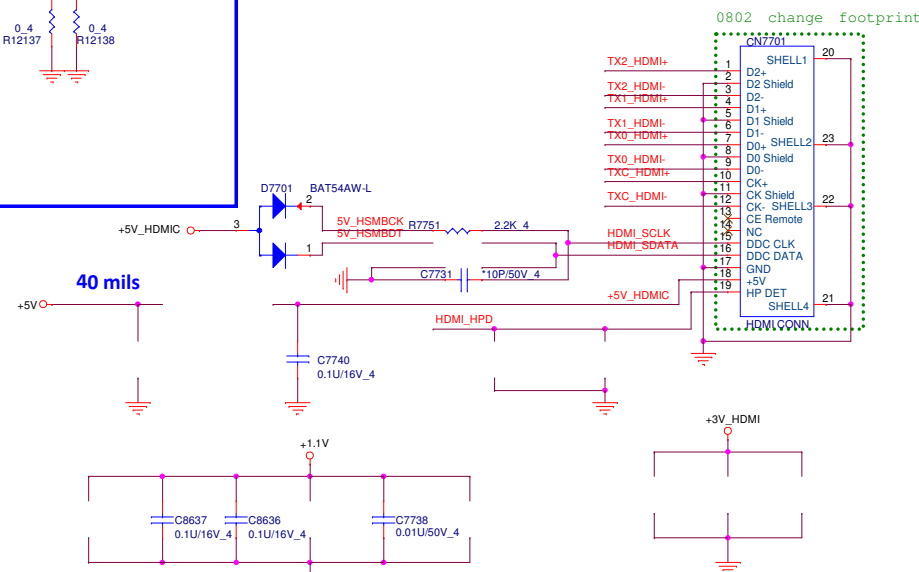 0802 change footprint
0_4
R12137
0_4
R12138
CN7701
SHELL1
20
TX2_HDMI+
1
D2+
2
D2 Shield
TX2_HDMI-
3
D2-
TX1_HDMI+
4
D1+
5
D1 Shield
TX1_HDMI-
6
D1-
TX0_HDMI+
7
D0+
SHELL2
23
8
D0 Shield
TX0_HDMI-
9
D0-
TXC_HDMI+
10
CK+
11
CK Shield
TXC_HDMI-
12
CK-
SHELL3
22
13
CE Remote
14
NC
HDMI_SCLK
15
DDC CLK
HDMI_SDATA
16
DDC DATA
17
GND
18
+5V
19
HP DET
SHELL4
21
HDMI CONN
D7701
BAT54AW-L
2
+5V_HDMIC
3
1
5V_HSMBCK
5V_HSMBDT
R7751
2.2K_4
C7731
*10P/50V_4
40 mils
+5V
+5V_HDMIC
HDMI_HPD
C7740
0.1U/16V_4
+3V_HDMI
+1.1V
C8637
0.1U/16V_4
C8636
0.1U/16V_4
C7738
0.01U/50V_4